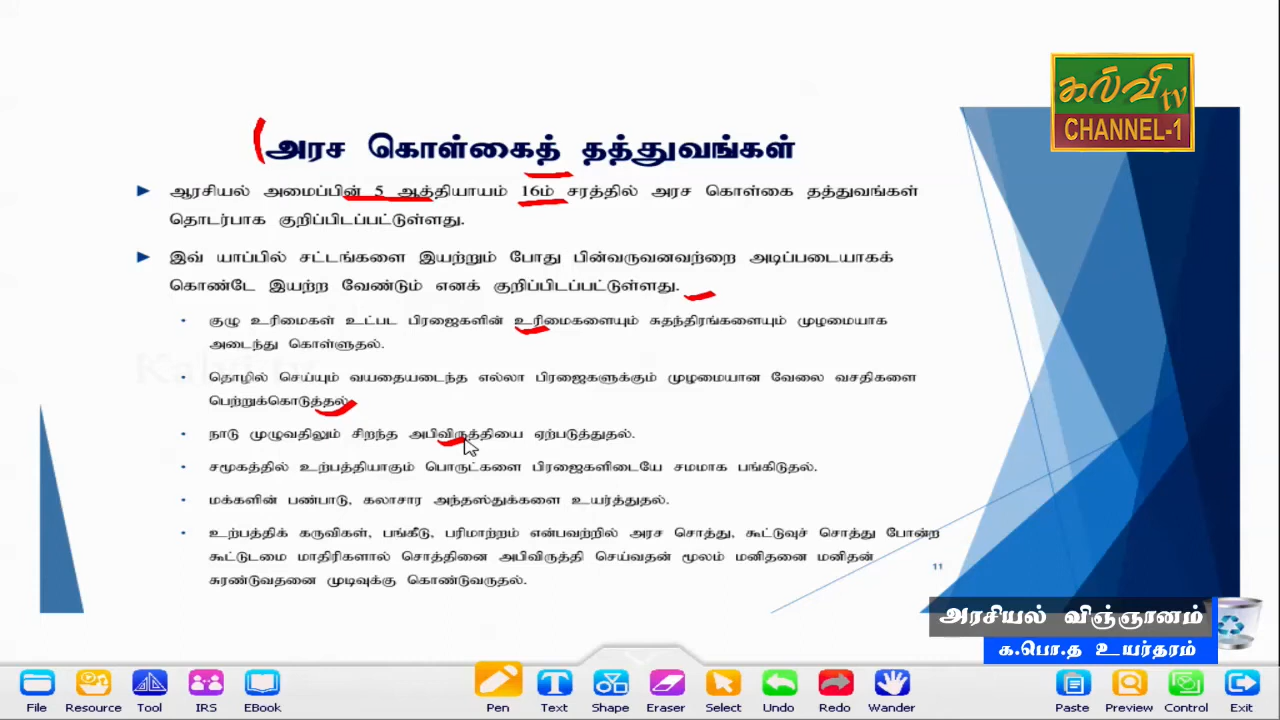 கல்வி tv
CHANNEL-1
அரச கொள்கைத் தத்துவங்கள்
ஆரசியல் அமைப்பின் 5 ஆத்தியாயம் 16ம் சரத்தில் அரச கொள்கை தத்துவங்கள்
தொடர்பாக குறிப்பிடப்பட்டுள்ளது.
இவ் யாப்பில் சட்டங்களை இயற்றும் போது பின்வருவனவற்றை அடிப்படையாகக்
கொண்டே இயற்ற வேண்டும் எனக் குறிப்பிடப்பட்டுள்ளது.
குழு உரிமைகள் உட்பட பிரஜைகளின் உரிமைகளையும் சுதந்திரங்களையும் முழமையாக
அடைந்து கொள்ளுதல்.
தொழில் செய்யும் வயதையடைந்த எல்லா பிரஜைகளுக்கும் முழமையான வேலை வசதிகளை
பெற்றுக்கொடுத்தல்
நாடு முழுவதிலும் சிறந்த அபிவிருத்தியை ஏற்படுத்துதல்.
சமூகத்தில் உற்பத்தியாகும் பொருட்களை பிரஜைகளிடையே சமமாக பங்கிடுதல்.
மக்களின் பண்பாடு, கலாசார அந்தஸ்துக்களை உயர்த்துதல்.
உற்பத்திக் கருவிகள், பங்கீடு, பரிமாற்றம் என்பவற்றில் அரச சொத்து, கூட்டுவுச் சொத்து போன்ற
கூட்டுடமை மாதிரிகளால் சொத்தினை அபிவிருத்தி செய்வதன் மூலம் மனிதனை மனிதன்
சுரண்டுவதனை முடிவுக்கு கொண்டுவருதல்.
11
அரசியல் விஞ்ஞானம்
க.பொ.த உயர்தரம்
File Resource Tool IRS EBook Pen Text Shape Eraser Select Undo Redo Wander Paste Preview Control Exit